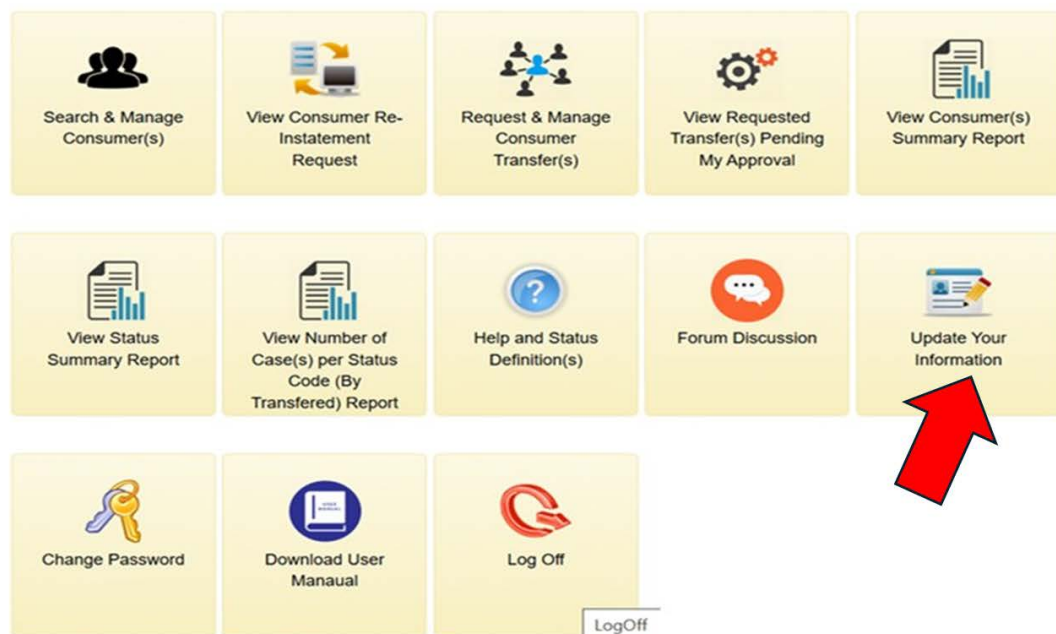 Search & Manage
Consumer(s)
View Consumer Re-
Instatement
Request
Request & Manage
Consumer
Transfer(s)
View Requested
Transfer(s) Pending
My Approval
View Consumer(s)
Summary Report
View Status
Summary Report
View Number of
Case(s) per Status
Code (By
Transfered) Report
?
Help and Status
Definition(s)
Forum Discussion
Update Your
Information
Change Password
USER
MANUAL
Download User
Manaual
Log Off
LogOff